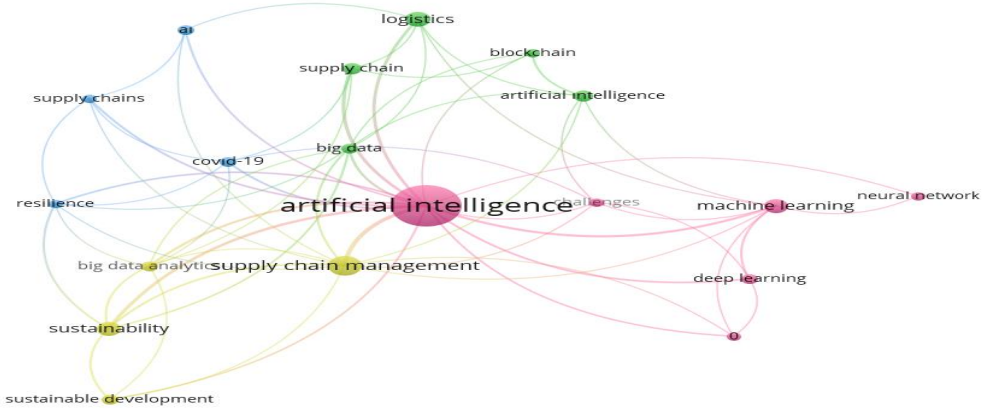 logistics
ai
blockchain
supply chain
artificial intelligence
supply chains
big data
covid-19
neural network
resilience
artificial intelligence
challenges
machine learning
big data analytics
supply chain management
deep learning
sustainability
0
sustainable development